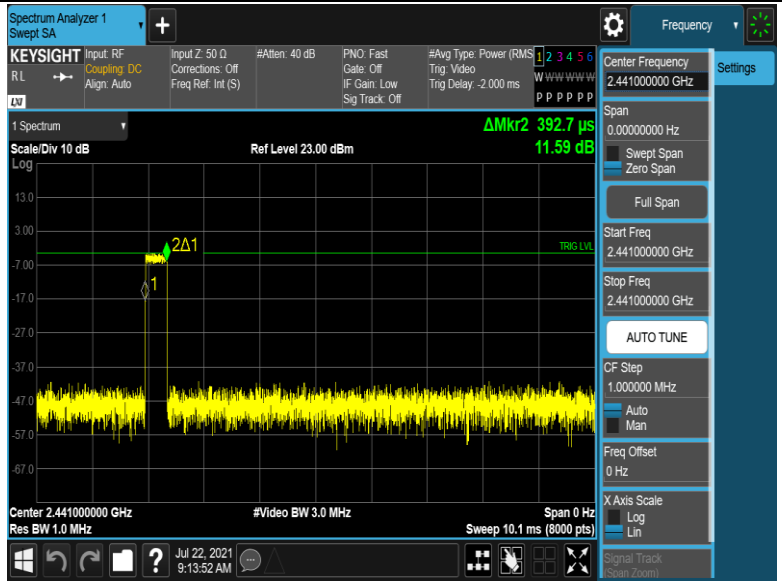 Spectrum Analyzer 1
Swept SA
Frequency
KEYSIGHT
RL
LXI
Input: RF
Coupling: DC
Align: Auto
Input Z: 50 Ω
Corrections: Off
Freq Ref: Int (S)
#Atten: 40 dB
PNO: Fast
Gate: Off
IF Gain: Low
Sig Track: Off
#Avg Type: Power (RMS
Trig: Video
Trig Delay: -2.000 ms
1 2 3 4 5 6
W W W W W W
P P P P P P
1 Spectrum
Scale/Div 10 dB
Log
Ref Level 23.00 dBm
ΔMkr2 392.7 µs
11.59 dB
13.0
3.00
-7.00
-17.0
-27.0
-37.0
-47.0
-57.0
-67.0
2Δ1
1
TRIG LVL
Center 2.441000000 GHz
Res BW 1.0 MHz
#Video BW 3.0 MHz
Span 0 Hz
Sweep 10.1 ms (8000 pts)
Center Frequency
2.441000000 GHz
Settings
Span
0.00000000 Hz
Swept Span
Zero Span
Full Span
Start Freq
2.441000000 GHz
Stop Freq
2.441000000 GHz
AUTO TUNE
CF Step
1.000000 MHz
Auto
Man
Freq Offset
0 Hz
X Axis Scale
Log
Lin
Signal Track
(Span Zoom)
?
Jul 22, 2021
9:13:52 AM